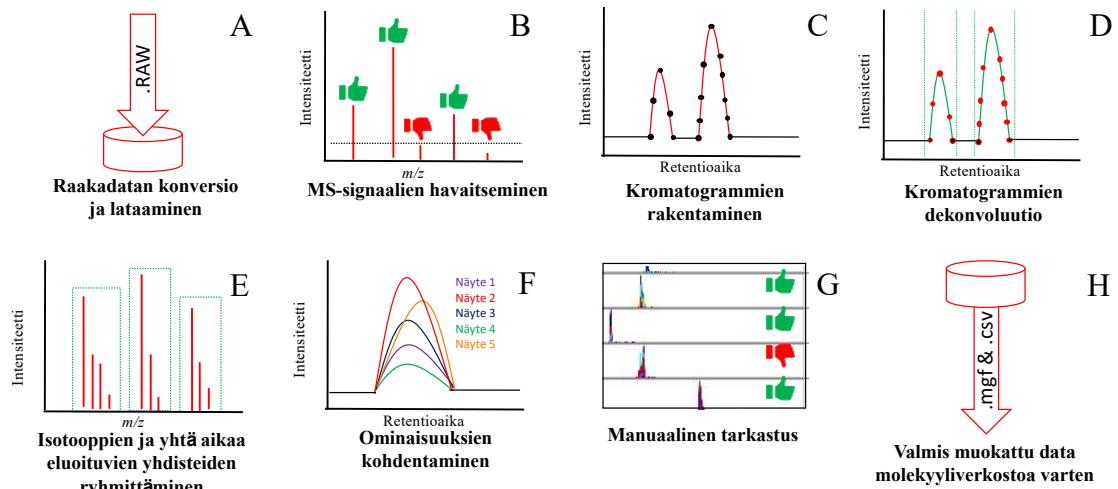 A
.RAW
Raakadatan konversio
ja lataaminen
B
Intensiteetti
m/z
MS-signaalien havaitseminen
C
Intensiteetti
Retentioaika
Kromatogrammien
rakentaminen
D
Intensiteetti
Retentioaika
Kromatogrammien
dekonvoluutio
E
Intensiteetti
m/z
Isotooppien ja yhtä aikaa
eluoituvien yhdisteiden
ryhmittäminen
F
Intensiteetti
Näyte 1
Näyte 2
Näyte 3
Näyte 4
Näyte 5
Retentioaika
Ominaisuuksien
kohdentaminen
G
Manuaalinen tarkastus
H
.mgf & .csv
Valmis muokattu data
molekyyliverkostoa varten